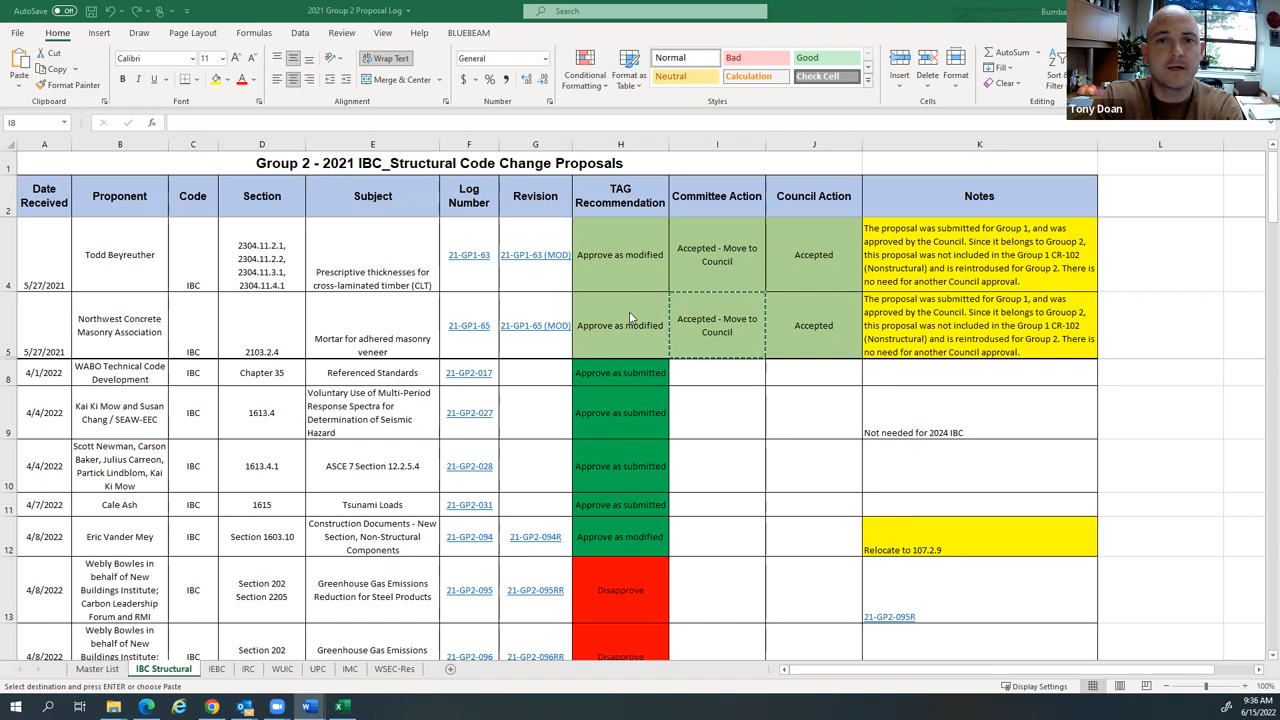 AutoSave Off 2021 Group 2 Proposal Log Search Bumba
File Home Insert Draw Page Layout Formulas Data Review View Help BLUEBEAM
Paste Cut Copy Format Painter Clipboard
Calibri 11 B I U Font
Wrap Text Merge & Center Alignment
General $ % Number
Conditional Formatting Format as Table
Normal Bad Good
Neutral Calculation Check Cell
Styles
Insert Delete Format Cells
AutoSum Fill Clear Sort Editing
Tony Doan
I8 fx
A B C D E F G H I J K L
1 Group 2 - 2021 IBC_Structural Code Change Proposals
2 Date Received Proponent Code Section Subject Log Number Revision TAG Recommendation Committee Action Council Action Notes
4 5/27/2021 Todd Beyreuther IBC 2304.11.2.1, 2304.11.2.2, 2304.11.3.1, 2304.11.4.1 Prescriptive thicknesses for cross-laminated timber (CLT) 21-GP1-63 21-GP1-63 (MOD) Approve as modified Accepted - Move to Council Accepted The proposal was submitted for Group 1, and was approved by the Council. Since it belongs to Grouop 2, this proposal was not included in the Group 1 CR-102 (Nonstructural) and is reintrodused for Group 2. There is no need for another Council approval.
5 5/27/2021 Northwest Concrete Masonry Association IBC 2103.2.4 Mortar for adhered masonry veneer 21-GP1-65 21-GP1-65 (MOD) Approve as modified Accepted - Move to Council Accepted The proposal was submitted for Group 1, and was approved by the Council. Since it belongs to Grouop 2, this proposal was not included in the Group 1 CR-102 (Nonstructural) and is reintrodused for Group 2. There is no need for another Council approval.
8 4/1/2022 WABO Technical Code Development IBC Chapter 35 Referenced Standards 21-GP2-017 Approve as submitted
9 4/4/2022 Kai Ki Mow and Susan Chang / SEAW-EEC IBC 1613.4 Voluntary Use of Multi-Period Response Spectra for Determination of Seismic Hazard 21-GP2-027 Approve as submitted Not needed for 2024 IBC
10 4/4/2022 Scott Newman, Carson Baker, Julius Carreon, Partick Lindblom, Kai Ki Mow IBC 1613.4.1 ASCE 7 Section 12.2.5.4 21-GP2-028 Approve as submitted
11 4/7/2022 Cale Ash IBC 1615 Tsunami Loads 21-GP2-031 Approve as submitted
12 4/8/2022 Eric Vander Mey IBC Section 1603.10 Construction Documents - New Section, Non-Structural Components 21-GP2-094 21-GP2-094R Approve as modified Relocate to 107.2.9
13 4/8/2022 Webly Bowles in behalf of New Buildings Institute; Carbon Leadership Forum and RMI IBC Section 202 Section 2205 Greenhouse Gas Emissions Reduction for Steel Products 21-GP2-095 21-GP2-095RR Disapprove 21-GP2-095R
4/8/2022 Webly Bowles in behalf of New IBC Section 202 Greenhouse Gas Emissions 21-GP2-096 21-GP2-096RR Disapprove
Master List IBC Structural IEBC IRC WUIC UPC IMC WSEC-Res
Select destination and press ENTER or choose Paste Display Settings 100%
9:36 AM
6/15/2022